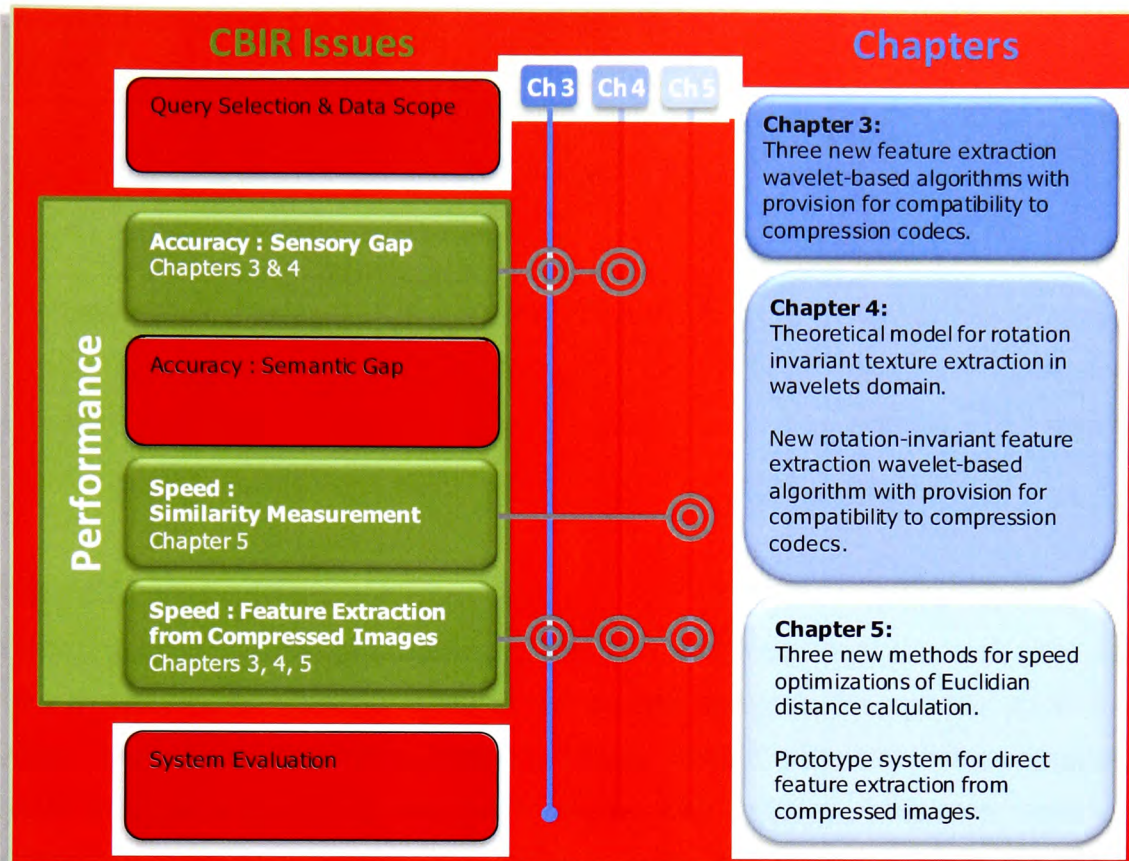 CBIR Issues
Chapters
Ch 3
Ch 4
Ch 5
Query Selection & Data Scope
Performance
Accuracy : Sensory Gap
Chapters 3 & 4
Accuracy : Semantic Gap
Speed :
Similarity Measurement
Chapter 5
Speed : Feature Extraction
from Compressed Images
Chapters 3, 4, 5
System Evaluation
Chapter 3:
Three new feature extraction
wavelet-based algorithms with
provision for compatibility to
compression codecs.
Chapter 4:
Theoretical model for rotation
invariant texture extraction in
wavelets domain.
New rotation-invariant feature
extraction wavelet-based
algorithm with provision for
compatibility to compression
codecs.
Chapter 5:
Three new methods for speed
optimizations of Euclidian
distance calculation.
Prototype system for direct
feature extraction from
compressed images.